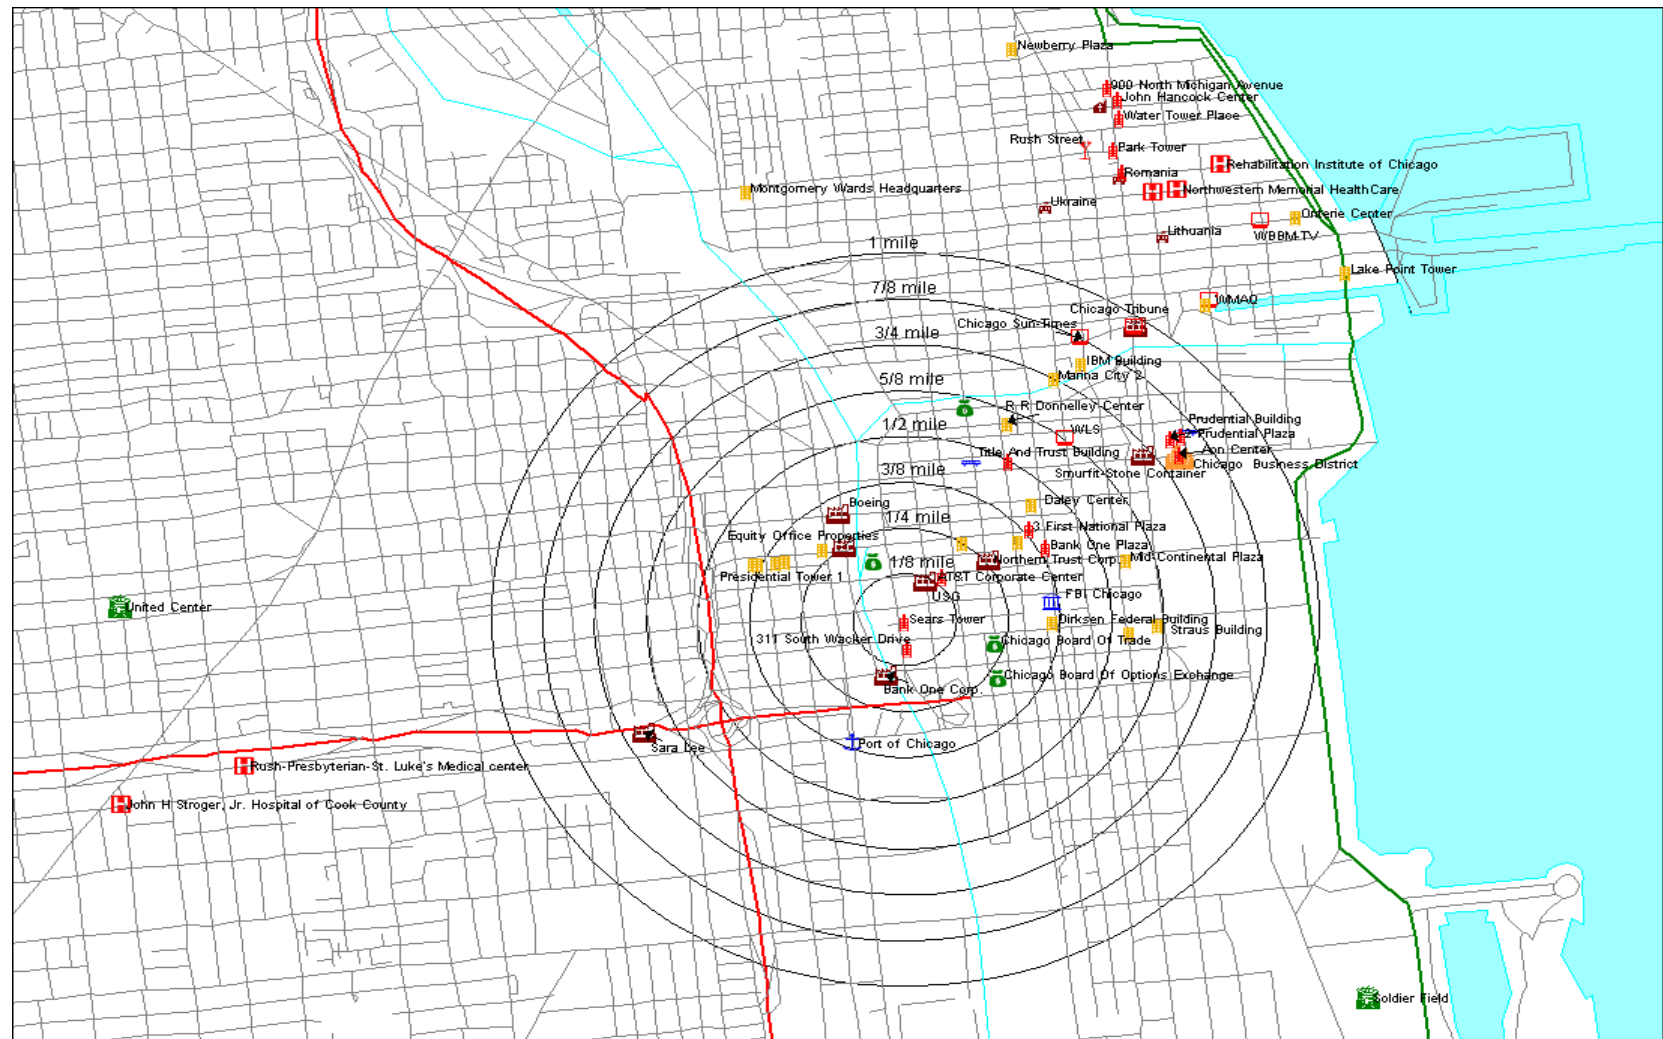 Newberry Plaza
900 North Michigan Avenue
John Hancock Center
Water Tower Place
Rush Street
Park Tower
Rehabilitation Institute of Chicago
Romania
Montgomery Wards Headquarters
Northwestern Memorial HealthCare
Ukraine
Onterie Center
Lithuania
WBBM-TV
1 mile
Lake Point Tower
7/8 mile
WMAQ
Chicago Tribune
Chicago Sun-Times
3/4 mile
IBM Building
Marina City 2
5/8 mile
R R Donnelley Center
Prudential Building
1/2 mile
WLS
2 Prudential Plaza
Title And Trust Building
Aon Center
3/8 mile
Chicago Business District
Smurfit-Stone Container
Boeing
Daley Center
1/4 mile
3 First National Plaza
Equity Office Properties
Bank One Plaza
1/8 mile
Northern Trust Corp.
Mid-Continental Plaza
Presidential Tower 1
AT&T Corporate Center
USG
FBI Chicago
United Center
Sears Tower
Dirksen Federal Building
Straus Building
311 South Wacker Drive
Chicago Board Of Trade
Chicago Board Of Options Exchange
Bank One Corp.
Sara Lee
Port of Chicago
Rush-Presbyterian-St. Luke's Medical center
John H Stroger, Jr. Hospital of Cook County
Soldier Field